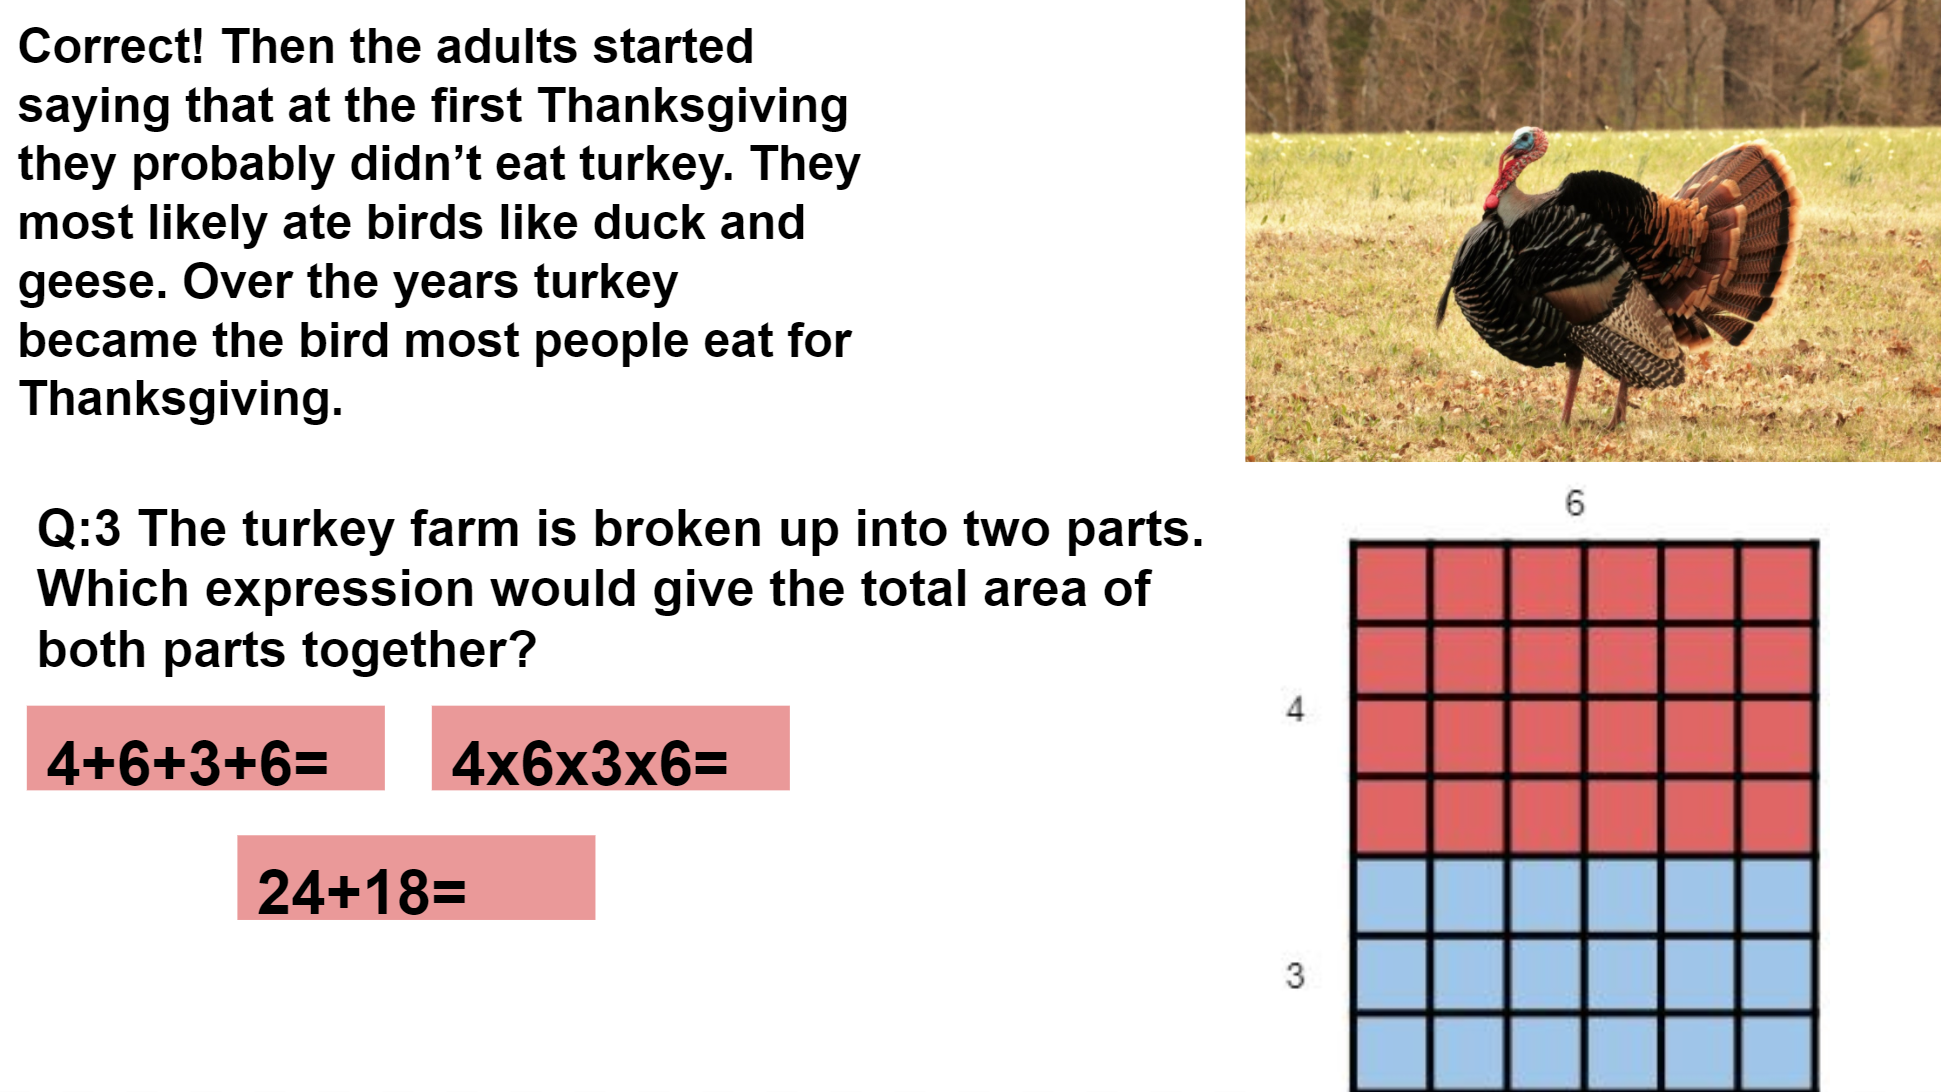 Correct! Then the adults started
saying that at the first Thanksgiving
they probably didn’t eat turkey. They
most likely ate birds like duck and
geese. Over the years turkey
became the bird most people eat for
Thanksgiving.
Q:3 The turkey farm is broken up into two parts.
Which expression would give the total area of
both parts together?
4+6+3+6=
4x6x3x6=
24+18=
6
4
3